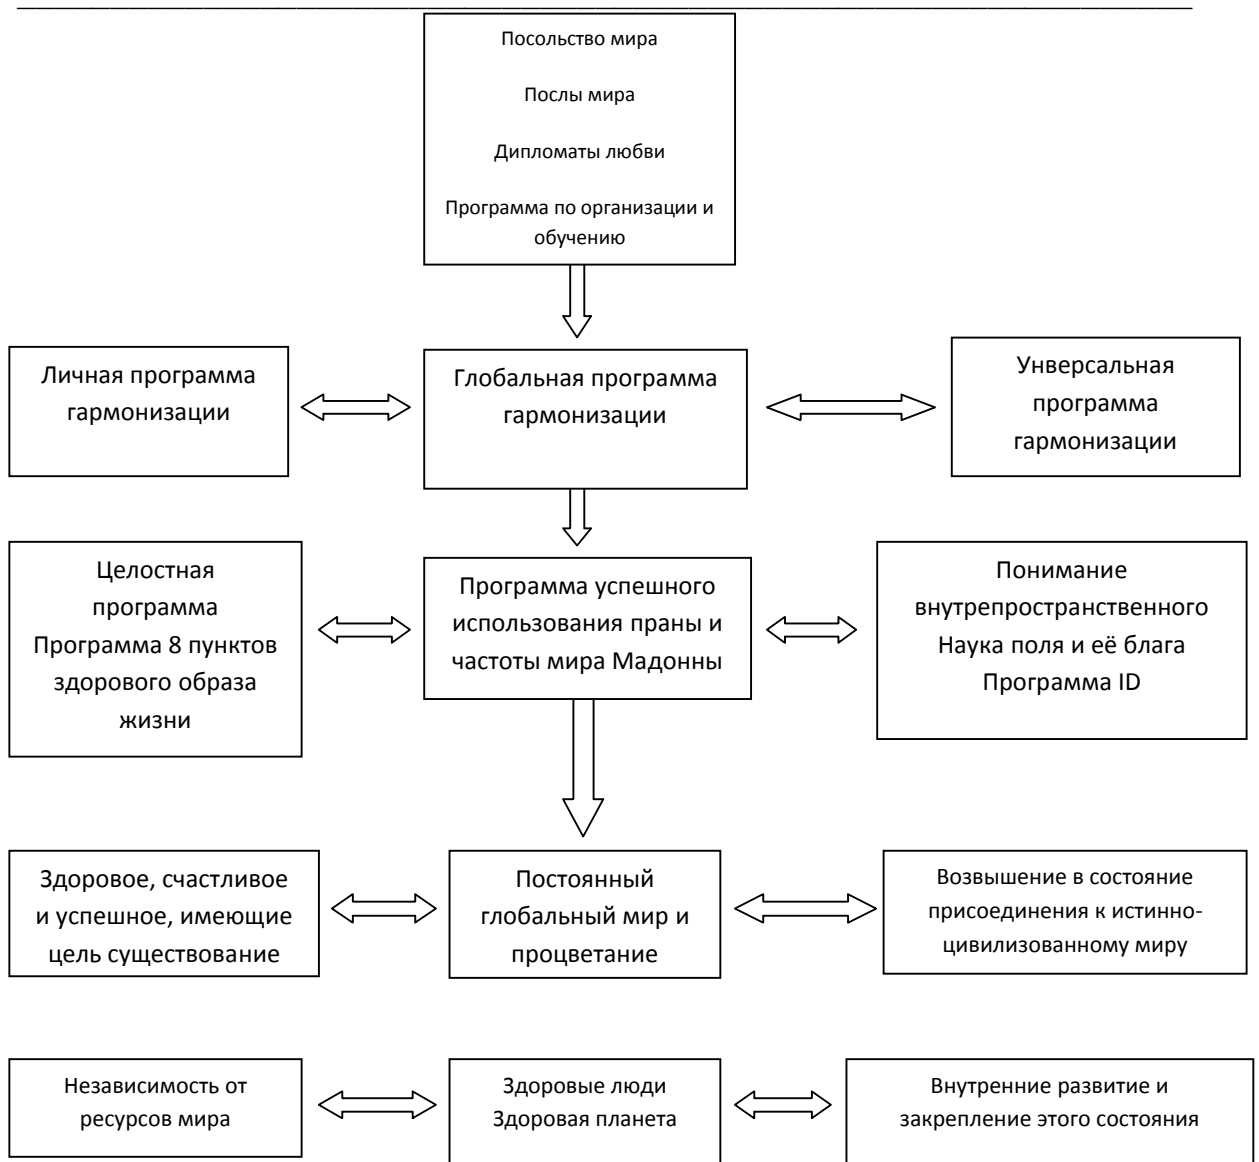 Посольство мира
Послы мира
Дипломаты любви
Программа по организации и
обучению
Личная программа
гармонизации
Глобальная программа
гармонизации
Унверсальная
программа
гармонизации
Целостная
программа
Программа 8 пунктов
здорового образа
жизни
Программа успешного
использования праны и
частоты мира Мадонны
Понимание
внутрепространственного
Наука поля и её блага
Программа ID
Здоровое, счастливое
и успешное, имеющие
цель существование
Постоянный
глобальный мир и
процветание
Возвышение в состояние
присоединения к истинно-
цивилизованному миру
Независимость от
ресурсов мира
Здоровые люди
Здоровая планета
Внутренние развитие и
закрепление этого состояния